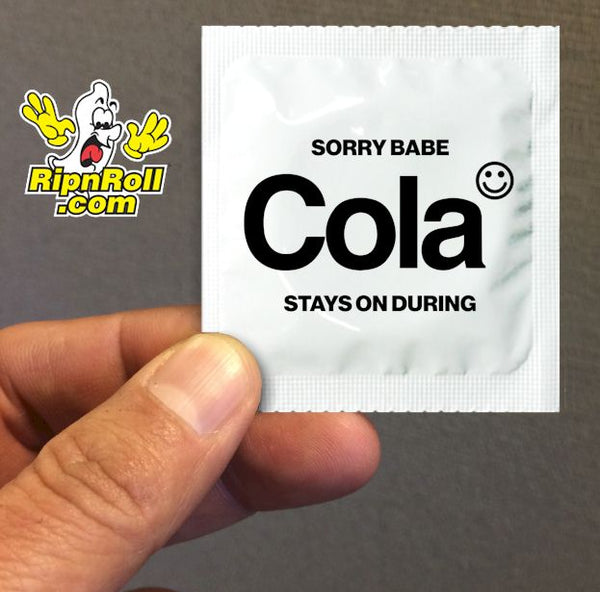 RipnRoll
.com
SORRY BABE
Cola
STAYS ON DURING